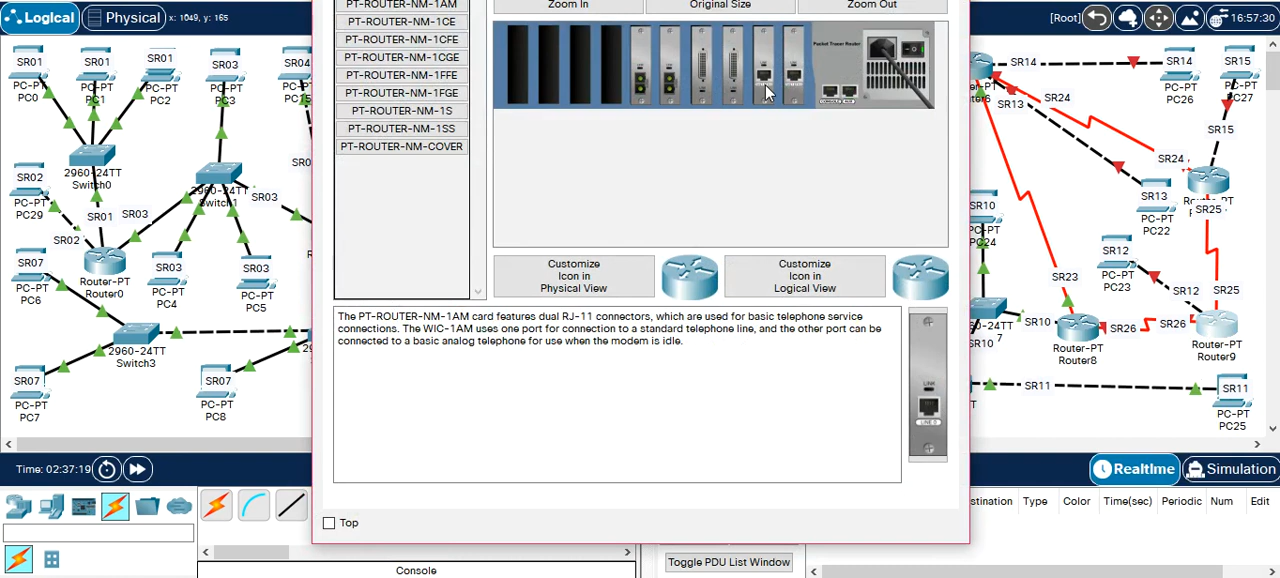 Logical
Physical
x: 1049, y: 165
[Root]
16:57:30
SR01
PC-PT
PC0
SR01
PC-PT
PC1
SR01
PC-PT
PC2
SR03
PC-PT
PC3
SR04
PC-PT
2960-24TT
Switch0
2960-24TT
SR02
PC-PT
PC29
SR01
SR03
SR03
SR02
SR07
PC-PT
PC6
Router-PT
Router0
SR03
PC-PT
PC4
SR03
PC-PT
PC5
2960-24TT
Switch3
SR07
PC-PT
PC7
SR07
PC-PT
PC8
Zoom In
Original Size
Zoom Out
PT-ROUTER-NM-1AM
PT-ROUTER-NM-1CE
PT-ROUTER-NM-1CFE
PT-ROUTER-NM-1CGE
PT-ROUTER-NM-1FFE
PT-ROUTER-NM-1FGE
PT-ROUTER-NM-1S
PT-ROUTER-NM-1SS
PT-ROUTER-NM-COVER
Packet Tracer Router
Customize
Icon in
Physical View
Customize
Icon in
Logical View
The PT-ROUTER-NM-1AM card features dual RJ-11 connectors, which are used for basic telephone service
connections. The WIC-1AM uses one port for connection to a standard telephone line, and the other port can be
connected to a basic analog telephone for use when the modem is idle.
LINK
LINE 0
Top
SR14
SR14
PC-PT
PC26
SR15
PC-PT
PC27
SR13
SR24
SR15
SR24
SR13
PC-PT
PC22
SR25
SR10
PC-PT
PC24
SR12
PC-PT
PC23
SR12
SR23
SR25
SR10
SR26
SR26
Router-PT
Router8
Router-PT
Router9
SR10
SR11
SR11
PC-PT
PC25
Time: 02:37:19
Realtime
Simulation
Type
Color
Time(sec)
Periodic
Num
Edit
Toggle PDU List Window
Console